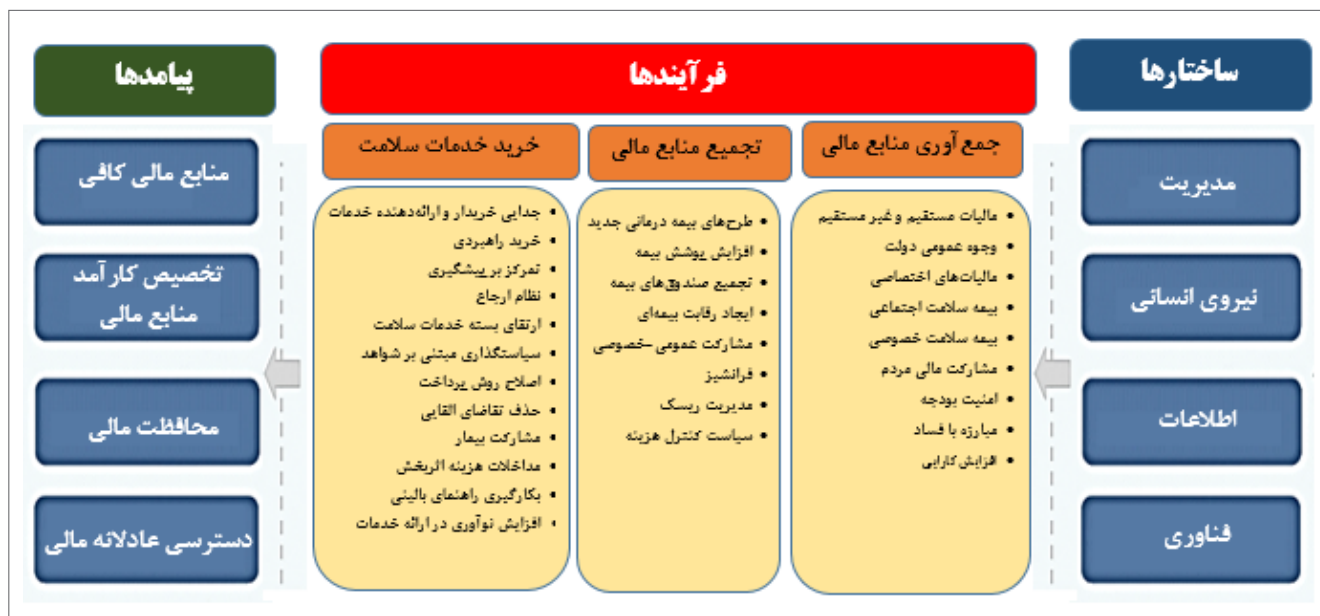 ساختارها
مدیریت
نیروی انسانی
اطلاعات
فناوری
فرآیندها
جمع آوری منابع مالی
مالیات مستقیم و غیر مستقیم
وجوه عمومی دولت
مالیات‌های اختصاصی
بیمه سلامت اجتماعی
بیمه سلامت خصوصی
مشارکت مالی مردم
امنیت بودجه
مبارزه با فساد
افزایش کارایی
تجمیع منابع مالی
طرح‌های بیمه درمانی جدید
افزایش پوشش بیمه
تجمیع صندوق‌های بیمه
ایجاد رقابت بیمه‌ای
مشارکت عمومی-خصوصی
فرانشیز
مدیریت ریسک
سیاست کنترل هزینه
خرید خدمات سلامت
جدایی خریدار و ارائه‌دهنده خدمات
خرید راهبردی
تمرکز بر پیشگیری
نظام ارجاع
ارتقای بسته خدمات سلامت
سیاستگذاری مبتنی بر شواهد
اصلاح روش پرداخت
حذف تقاضای القایی
مشارکت بیمار
مداخلات هزینه اثربخش
بکارگیری راهنمای بالینی
افزایش نوآوری در ارائه خدمات
پیامدها
منابع مالی کافی
تخصیص کارآمد
منابع مالی
محافظت مالی
دسترسی عادلانه مالی